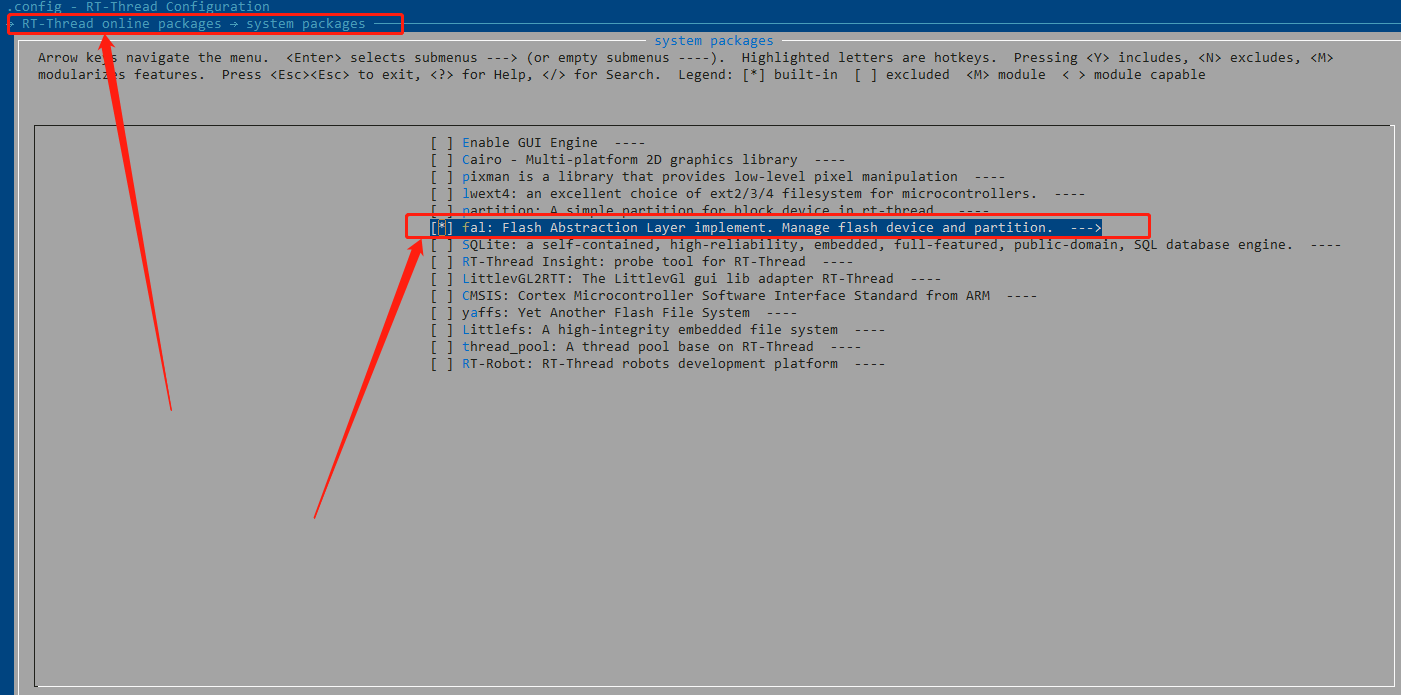 .config - RT-Thread Configuration
→ RT-Thread online packages → system packages
system packages
Arrow keys navigate the menu.  <Enter> selects submenus ---> (or empty submenus ----).  Highlighted letters are hotkeys.  Pressing <Y> includes, <N> excludes, <M>
modularizes features.  Press <Esc><Esc> to exit, <?> for Help, </> for Search.  Legend: [*] built-in  [ ] excluded  <M> module  < > module capable
[ ] Enable GUI Engine  ----
[ ] Cairo - Multi-platform 2D graphics library  ----
[ ] pixman is a library that provides low-level pixel manipulation  ----
[ ] lwext4: an excellent choice of ext2/3/4 filesystem for microcontrollers.  ----
[ ] partition: A simple partition for block device in rt-thread.  ----
[*] fal: Flash Abstraction Layer implement. Manage flash device and partition.  --->
[ ] SQLite: a self-contained, high-reliability, embedded, full-featured, public-domain, SQL database engine.  ----
[ ] RT-Thread Insight: probe tool for RT-Thread  ----
[ ] LittlevGL2RTT: The LittlevGl gui lib adapter RT-Thread  ----
[ ] CMSIS: Cortex Microcontroller Software Interface Standard from ARM  ----
[ ] yaffs: Yet Another Flash File System  ----
[ ] Littlefs: A high-integrity embedded file system  ----
[ ] thread_pool: A thread pool base on RT-Thread  ----
[ ] RT-Robot: RT-Thread robots development platform  ----